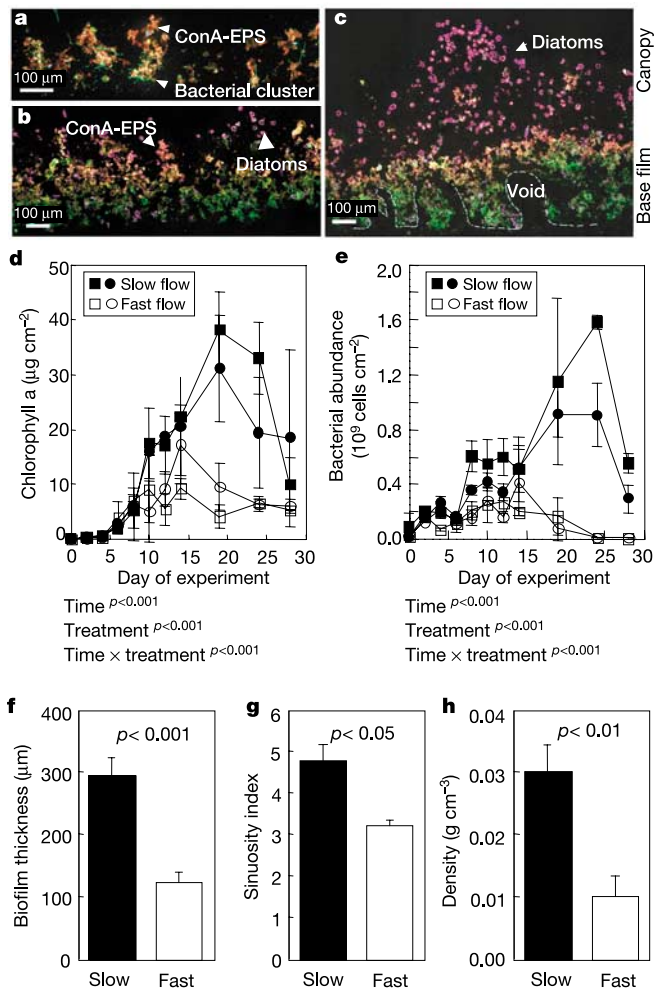 a
ConA-EPS
Bacterial cluster
100 μm
b
ConA-EPS
Diatoms
100 μm
c
Diatoms
Void
100 μm
Canopy
Base film
d
50
40
30
20
10
0
Chlorophyll a (μg cm⁻²)
Slow flow
Fast flow
0 5 10 15 20 25 30
Day of experiment
Time p<0.001
Treatment p<0.001
Time × treatment p<0.001
e
2.0
1.6
1.2
0.8
0.4
0.0
Bacterial abundance
(10⁹ cells cm⁻²)
Slow flow
Fast flow
0 5 10 15 20 25 30
Day of experiment
Time p<0.001
Treatment p<0.001
Time × treatment p<0.001
f
400
300
200
100
0
Biofilm thickness (μm)
p< 0.001
Slow Fast
g
6
5
4
3
2
1
0
Sinuosity index
p< 0.05
Slow Fast
h
0.04
0.03
0.02
0.01
0.00
Density (g cm⁻³)
p< 0.01
Slow Fast